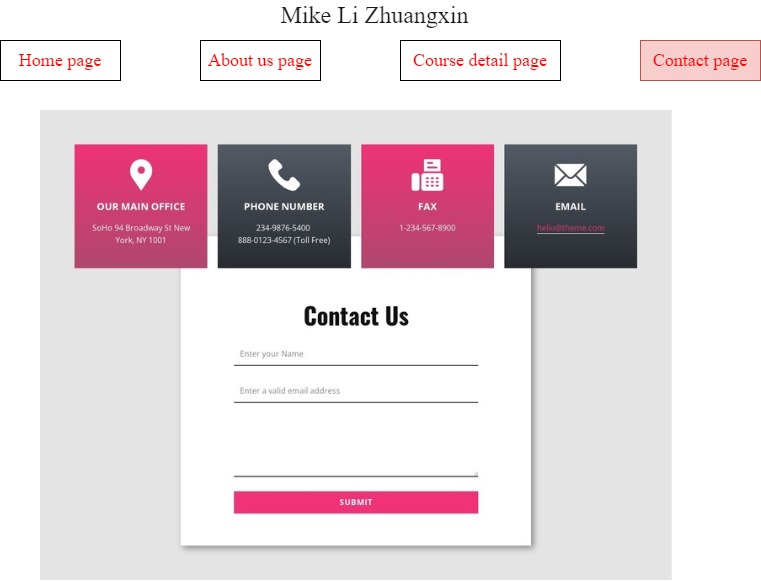 Mike Li Zhuangxin
Home page
About us page
Course detail page
Contact page
OUR MAIN OFFICE
SoHo 94 Broadway St New
York, NY 1001
PHONE NUMBER
234-9876-5400
888-0123-4567 (Toll Free)
FAX
1-234-567-8900
EMAIL
hello@theme.com
Contact Us
Enter your Name
Enter a valid email address
SUBMIT